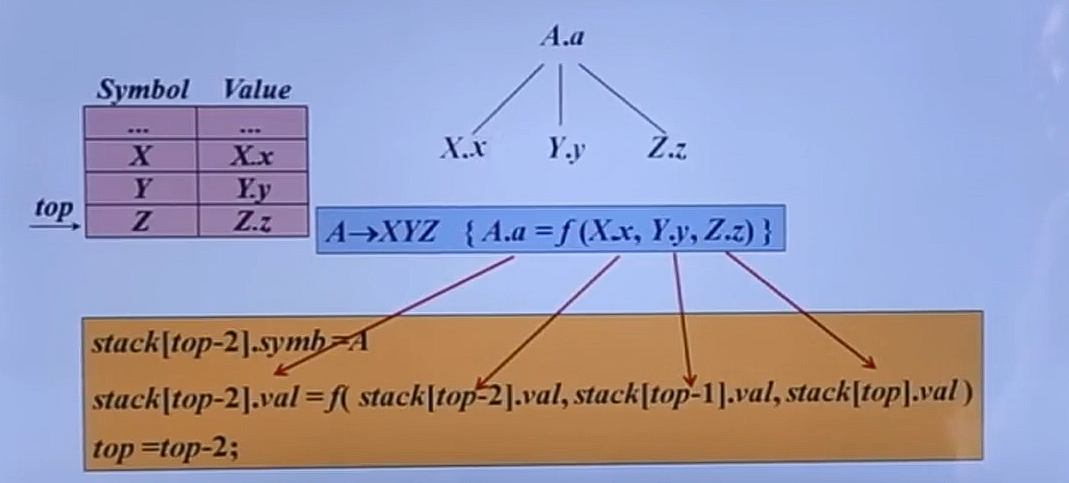 A.a
Symbol Value
... ...
X X.x
Y Y.y
Z Z.z
top
X.x Y.y Z.z
A→XYZ { A.a = f (X.x, Y.y, Z.z) }
stack[top-2].symb=A
stack[top-2].val =f( stack[top-2].val, stack[top-1].val, stack[top].val )
top =top-2;